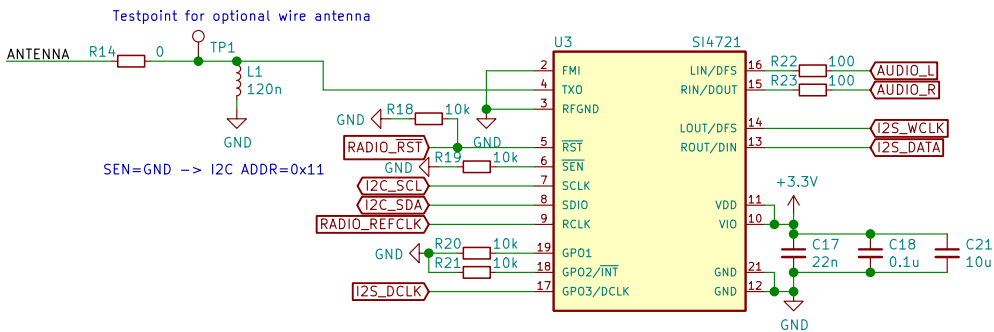 Testpoint for optional wire antenna
ANTENNA
R14
0
TP1
L1
120n
GND
SEN=GND -> I2C ADDR=0x11
U3
SI4721
2
FMI
4
TXO
3
RFGND
GND
R18
10k
GND
RADIO_RST
5
RST
R19
10k
GND
6
SEN
I2C_SCL
7
SCLK
I2C_SDA
8
SDIO
RADIO_REFCLK
9
RCLK
R20
10k
GND
19
GPO1
R21
10k
18
GPO2/INT
I2S_DCLK
17
GPO3/DCLK
LIN/DFS
16
R22
100
AUDIO_L
RIN/DOUT
15
R23
100
AUDIO_R
LOUT/DFS
14
I2S_WCLK
ROUT/DIN
13
I2S_DATA
+3.3V
VDD
11
VIO
10
C17
22n
C18
0.1u
C21
10u
GND
21
GND
12
GND